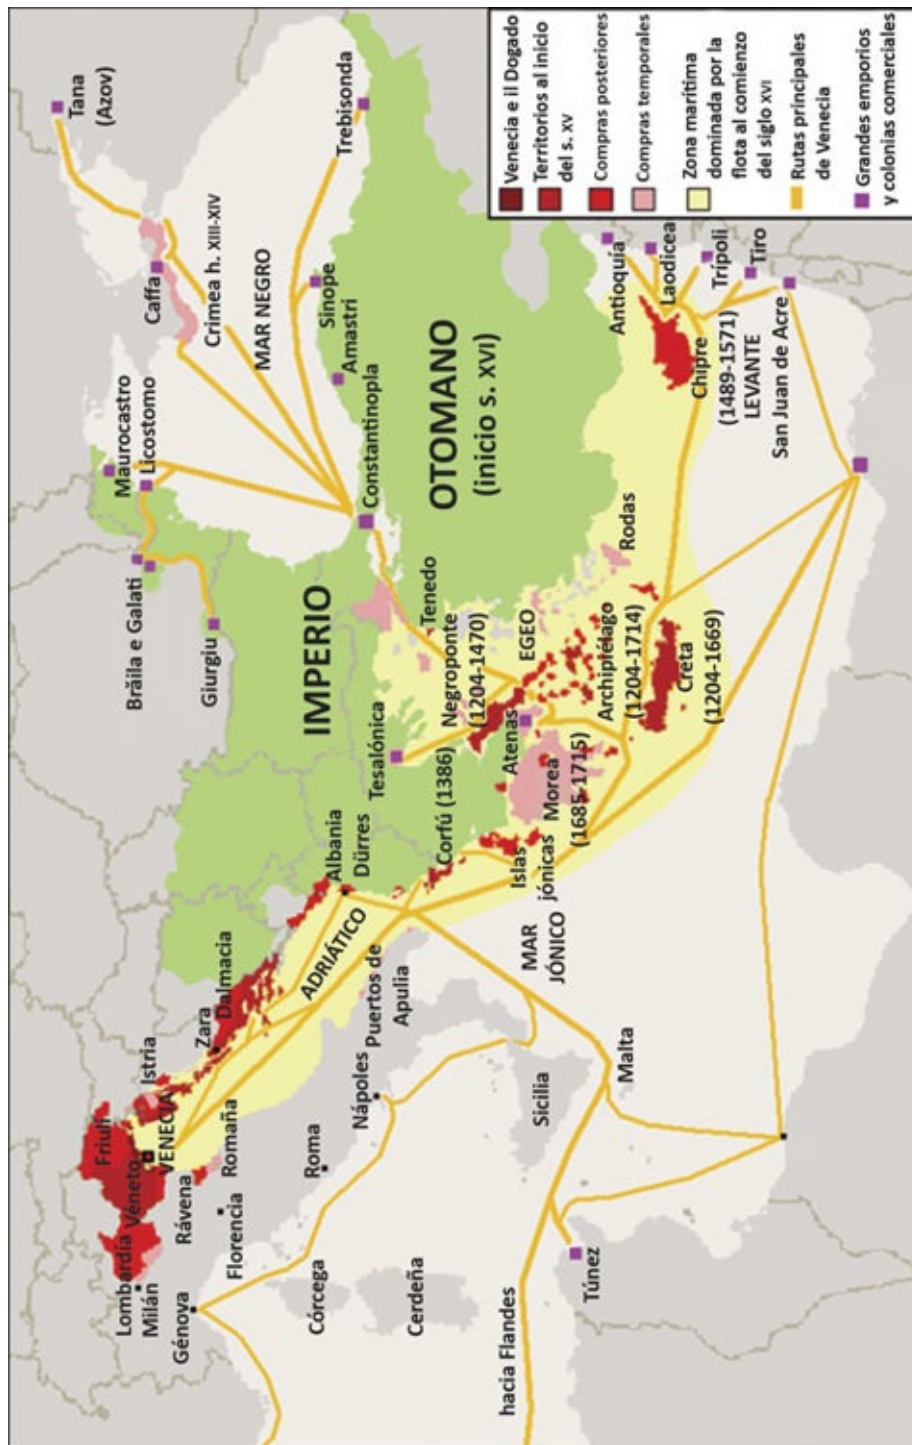 Tana
(Azov)
Caffa
Crimea h. XIII-XIV
MAR NEGRO
Trebisonda
Sinope
Amastri
Maurocastro
Licostomo
Brăila e Galati
Giurgiu
Constantinopla
IMPERIO
OTOMANO
(inicio s. XVI)
Friuli
Véneto
VENECIA
Lombardía
Milán
Génova
Istria
Zara
Dalmacia
Rávena
Romaña
Florencia
Roma
Córcega
Cerdeña
Nápoles
ADRIÁTICO
Puertos de
Apulia
Albania
Dürres
Corfú (1386)
Tesalónica
Tenedo
Negroponte
(1204-1470)
EGEO
Atenas
Morea
(1685-1715)
Islas
jónicas
MAR
JÓNICO
Archipiélago
(1204-1714)
Creta
(1204-1669)
Rodas
Sicilia
Malta
hacia Flandes
Túnez
Antioquía
Laodicea
Trípoli
Tiro
Chipre
(1489-1571)
LEVANTE
San Juan de Acre
Venecia e il Dogado
Territorios al inicio
del s. XV
Compras posteriores
Compras temporales
Zona marítima
dominada por la
flota al comienzo
del siglo XVI
Rutas principales
de Venecia
Grandes emporios
y colonias comerciales